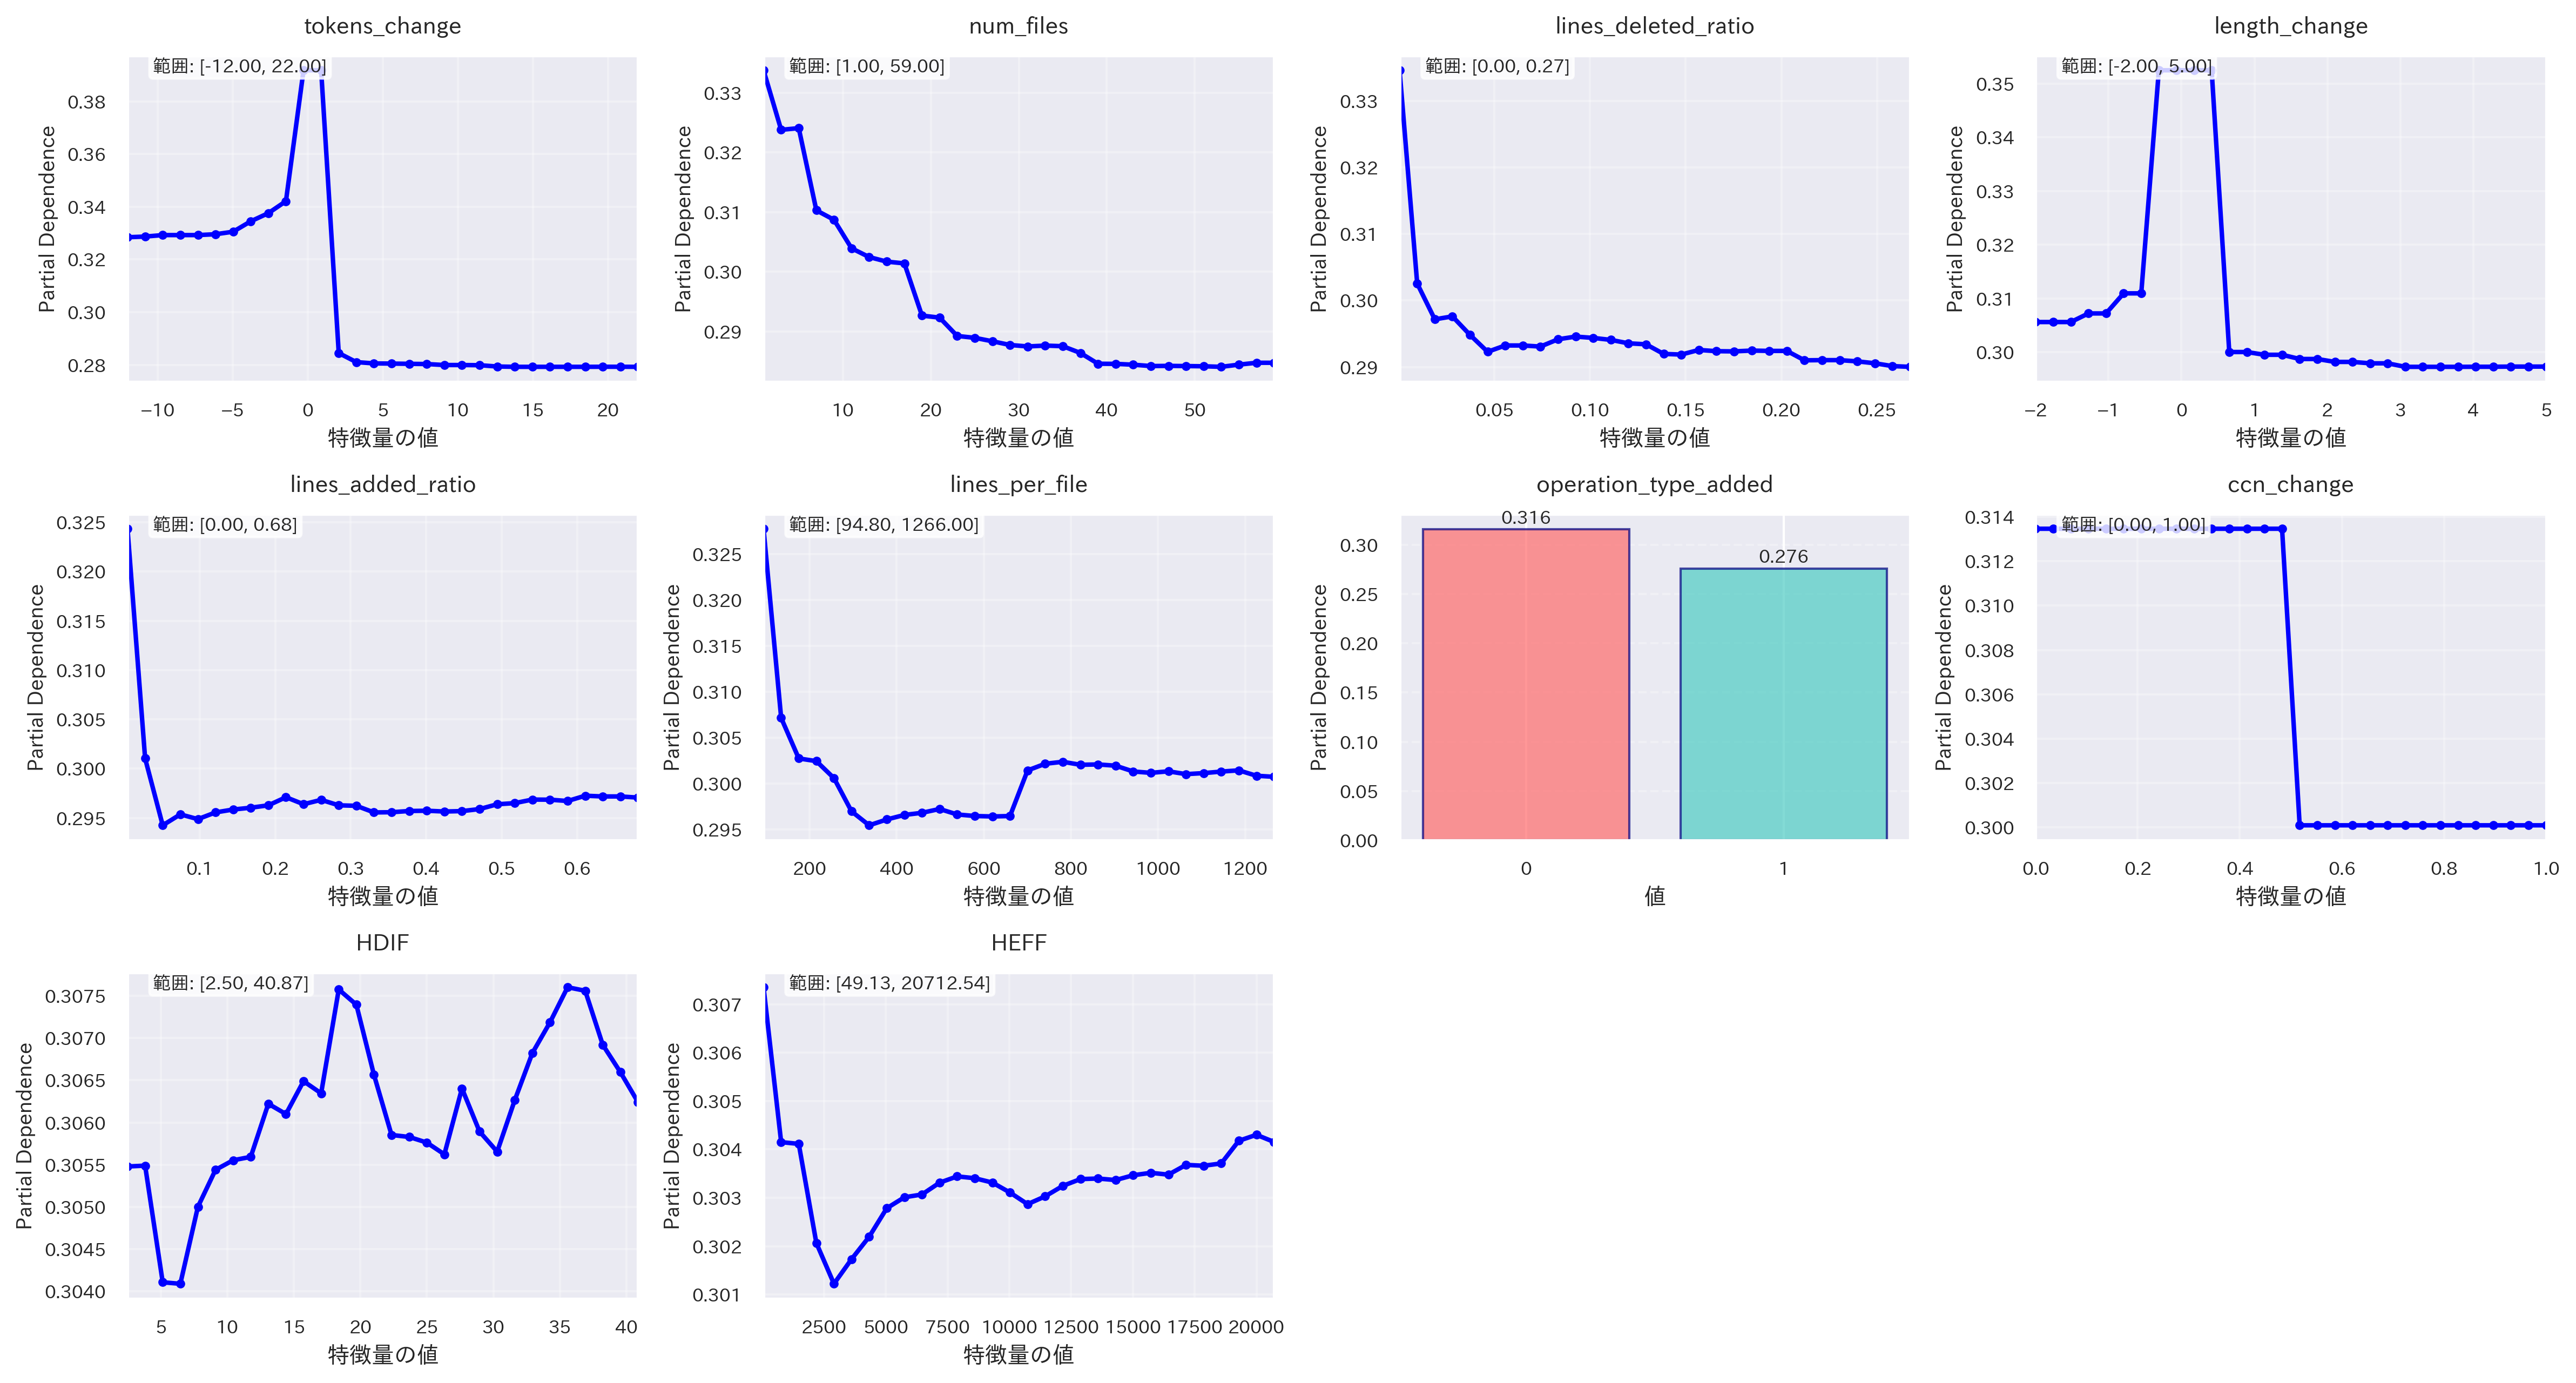 tokens_change
範囲: [-12.00, 22.00]
Partial Dependence
0.38
0.36
0.34
0.32
0.30
0.28
−10 −5 0 5 10 15 20
特徴量の値
num_files
範囲: [1.00, 59.00]
Partial Dependence
0.33
0.32
0.31
0.30
0.29
10 20 30 40 50
特徴量の値
lines_deleted_ratio
範囲: [0.00, 0.27]
Partial Dependence
0.33
0.32
0.31
0.30
0.29
0.05 0.10 0.15 0.20 0.25
特徴量の値
length_change
範囲: [-2.00, 5.00]
Partial Dependence
0.35
0.34
0.33
0.32
0.31
0.30
−2 −1 0 1 2 3 4 5
特徴量の値
lines_added_ratio
範囲: [0.00, 0.68]
Partial Dependence
0.325
0.320
0.315
0.310
0.305
0.300
0.295
0.1 0.2 0.3 0.4 0.5 0.6
特徴量の値
lines_per_file
範囲: [94.80, 1266.00]
Partial Dependence
0.325
0.320
0.315
0.310
0.305
0.300
0.295
200 400 600 800 1000 1200
特徴量の値
operation_type_added
0.316
0.276
Partial Dependence
0.30
0.25
0.20
0.15
0.10
0.05
0.00
0 1
値
ccn_change
範囲: [0.00, 1.00]
Partial Dependence
0.314
0.312
0.310
0.308
0.306
0.304
0.302
0.300
0.0 0.2 0.4 0.6 0.8 1.0
特徴量の値
HDIF
範囲: [2.50, 40.87]
Partial Dependence
0.3075
0.3070
0.3065
0.3060
0.3055
0.3050
0.3045
0.3040
5 10 15 20 25 30 35 40
特徴量の値
HEFF
範囲: [49.13, 20712.54]
Partial Dependence
0.307
0.306
0.305
0.304
0.303
0.302
0.301
2500 5000 7500 10000 12500 15000 17500 20000
特徴量の値